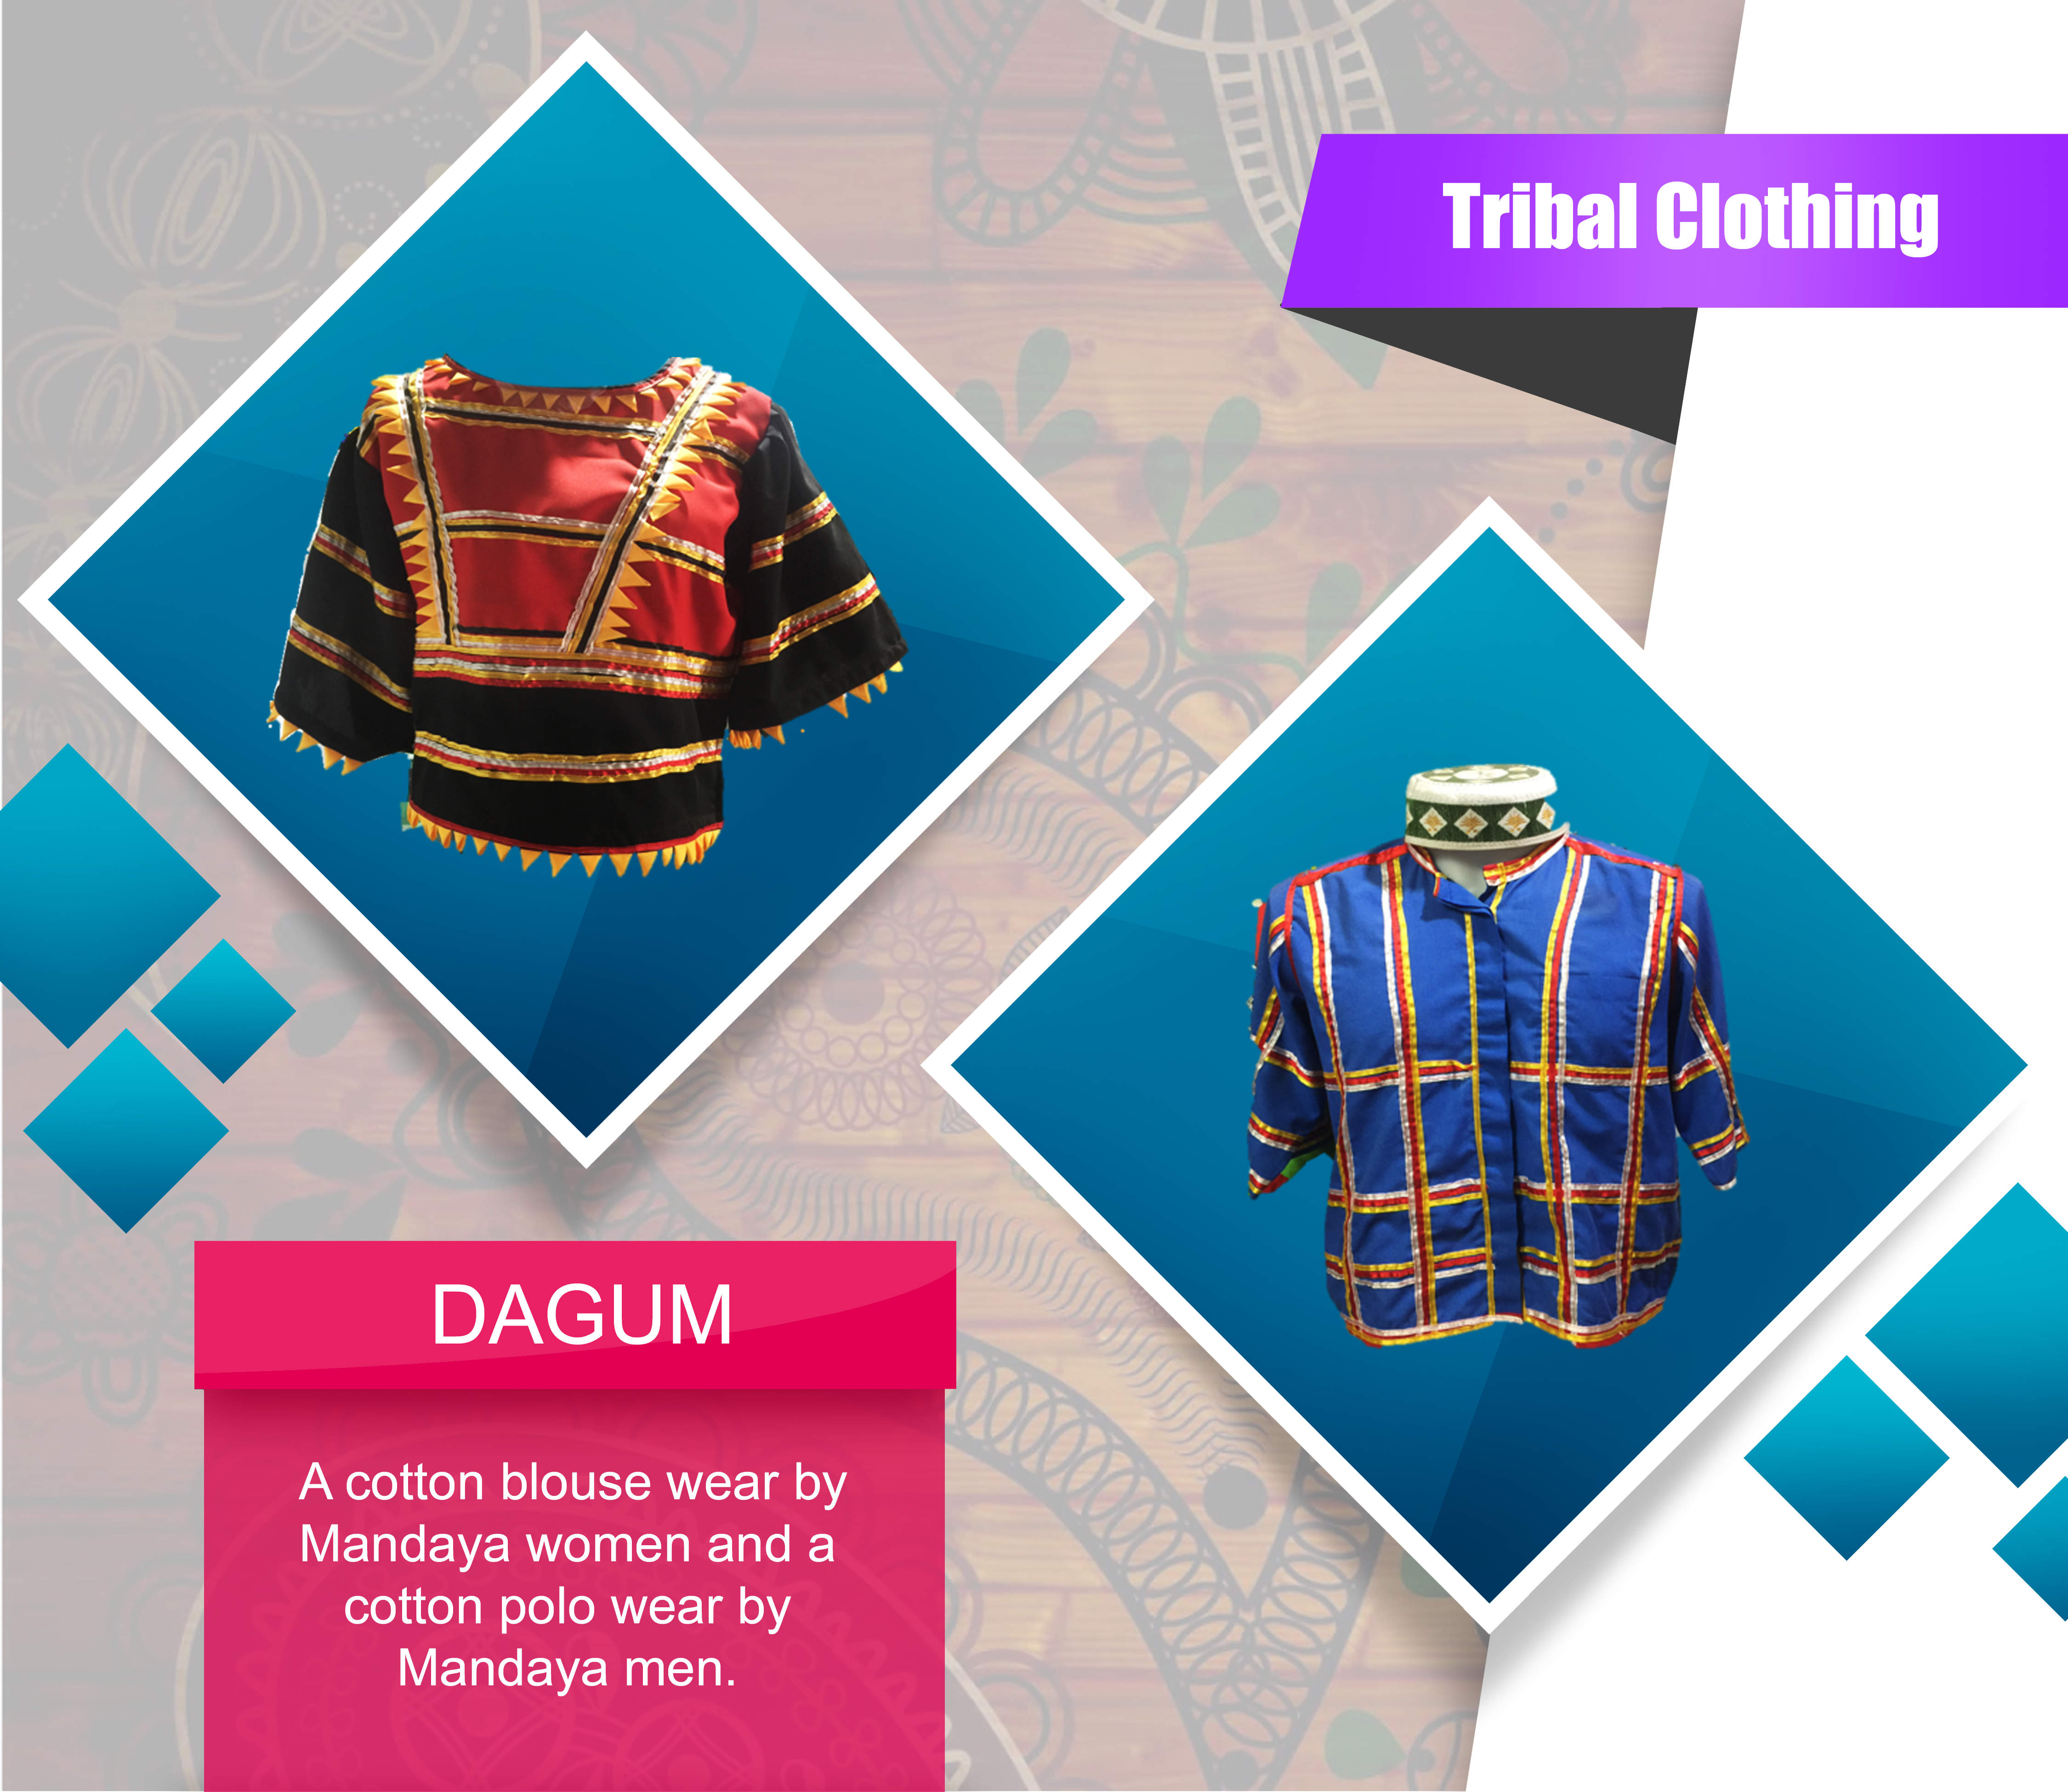 Tribal Clothing
DAGUM
A cotton blouse wear by
Mandaya women and a
cotton polo wear by
Mandaya men.